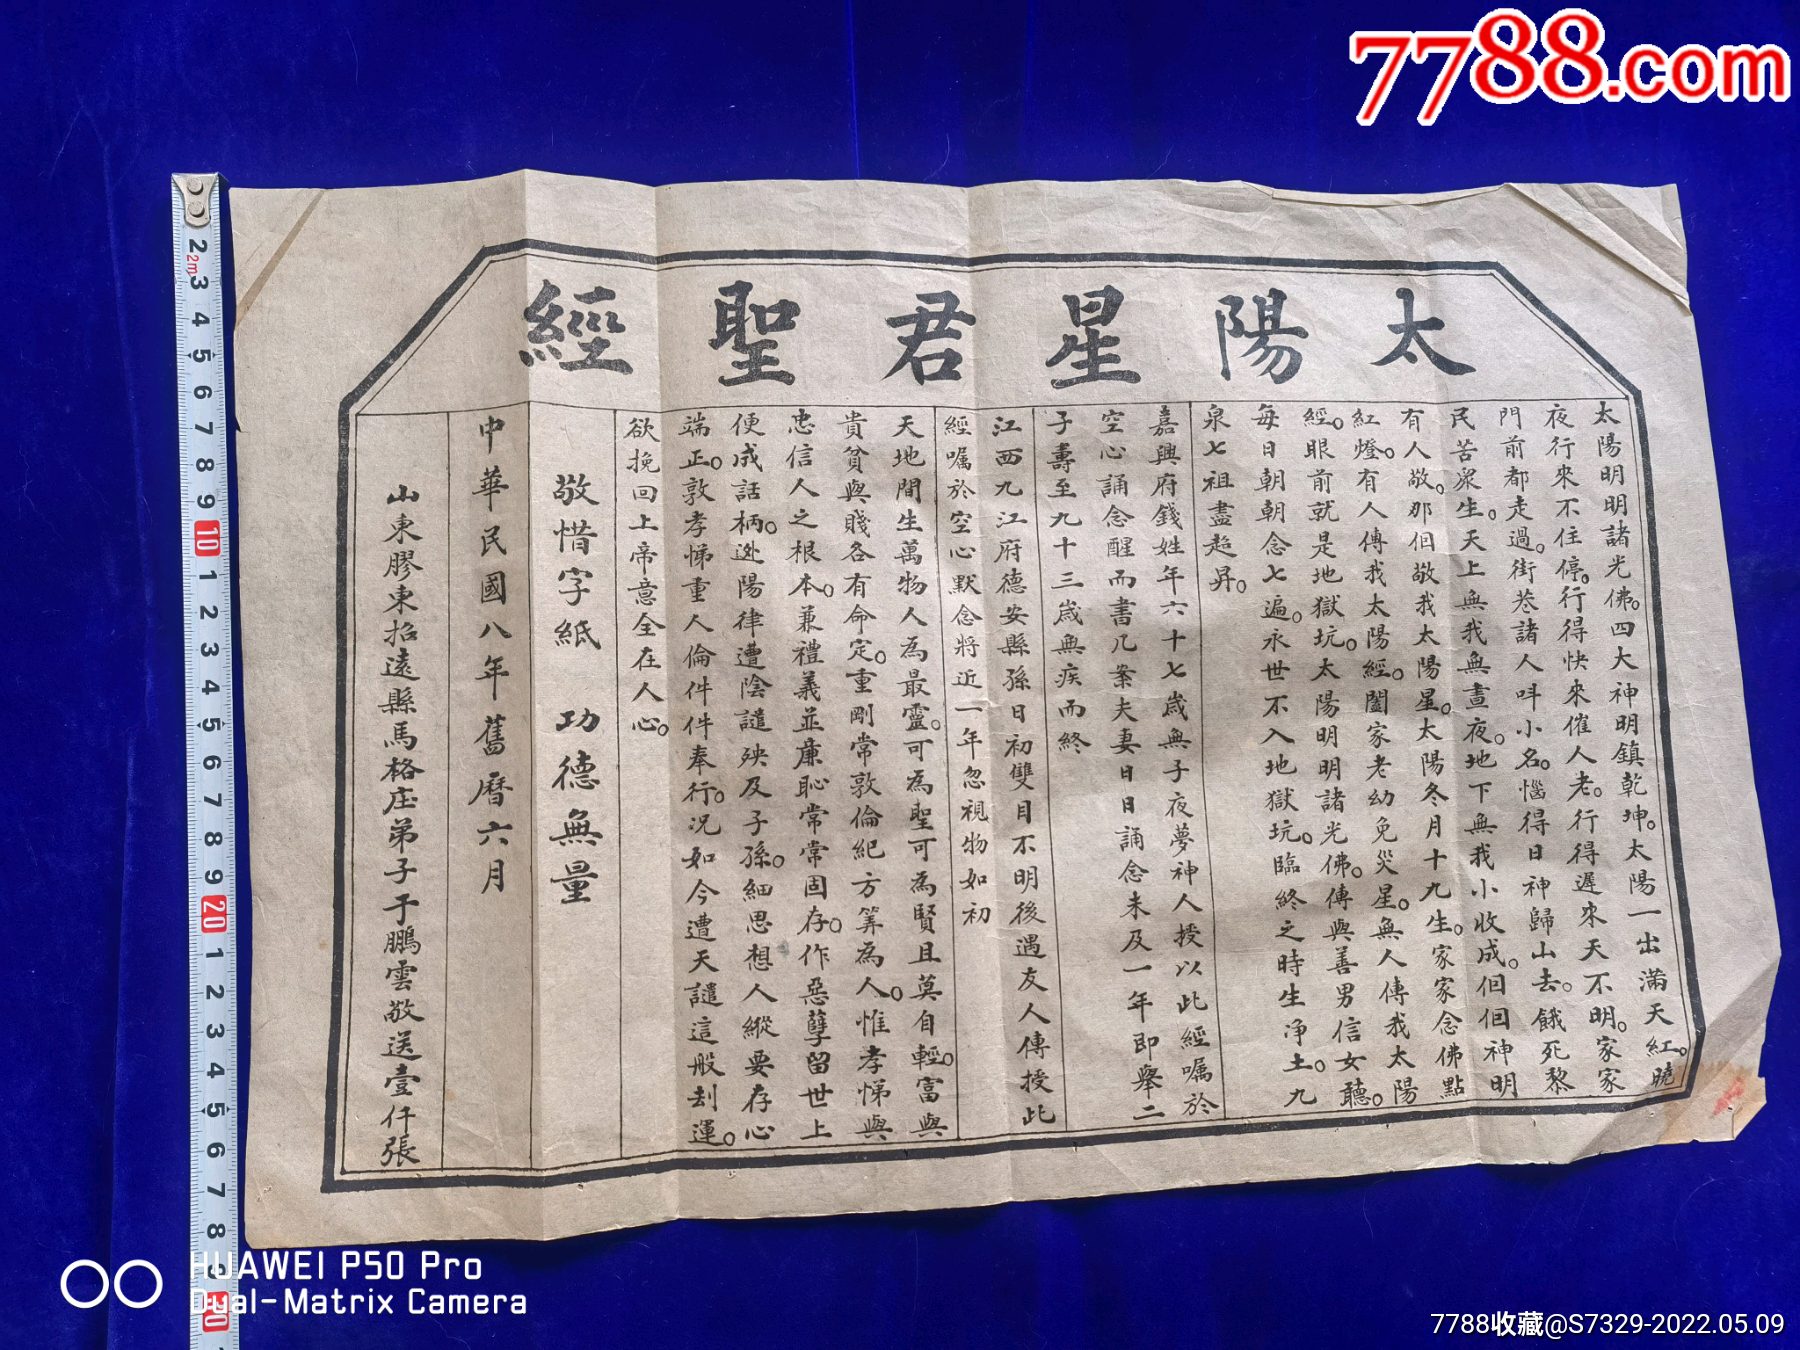 7788.com
太陽星君聖經
太陽明明諸光佛。四大神明鎮乾坤。太陽一出滿天紅。曉
夜行來不住停。行得快來催人老。行得遲來天不明。家家
門前都走過。街巷諸人呌小名。惱得日神歸山去。餓死黎
民苦眾生。天上無我無晝夜。地下無我小收成。佪佪神明
有人敬。那佪敬我太陽星。太陽冬月十九生。家家念佛點
紅燈。有人傳我太陽經。闔家老幼免災星。無人傳我太陽
經。眼前就是地獄坑。太陽明明諸光佛。傳與善男信女聽。
每日朝朝念七遍。永世不入地獄坑。臨終之時生净土。九
泉七祖盡超昇。
嘉興府錢姓年六十七歲無子夜夢神人授以此經囑於
空心誦念醒而書几案夫妻日日誦念未及一年即舉二
子壽至九十三歲無疾而終
江西九江府德安縣孫日初雙目不明後遇友人傳授此
經囑於空心默念將近一年忽視物如初
天地間生萬物人為最靈。可為聖可為賢且莫自輕。富與
貴貧與賤各有命定。重剛常敦倫紀方筭為人。惟孝悌與
忠信人之根本。兼禮義並廉恥常常固存。作惡孽留世上
便成話柄。逃陽律遭陰譴殃及子孫。細思想人縱要存心
端正。敦孝悌重人倫件件奉行。况如今遭天譴這般刦運。
欲挽回上帝意全在人心。
敬惜字紙 功德無量
中華民國八年舊曆六月
山東膠東招遠縣馬格庄弟子于鵬雲敬送壹仟張
HUAWEI P50 Pro
Dual-Matrix Camera
7788收藏@S7329-2022.05.09